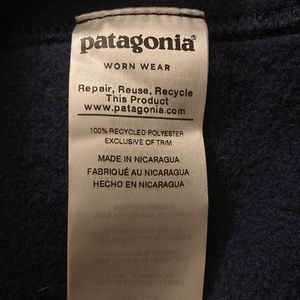 patagonia®
WORN WEAR
Repair, Reuse, Recycle
This Product
www.patagonia.com
100% RECYCLED POLYESTER
EXCLUSIVE OF TRIM
MADE IN NICARAGUA
FABRIQUÉ AU NICARAGUA
HECHO EN NICARAGUA